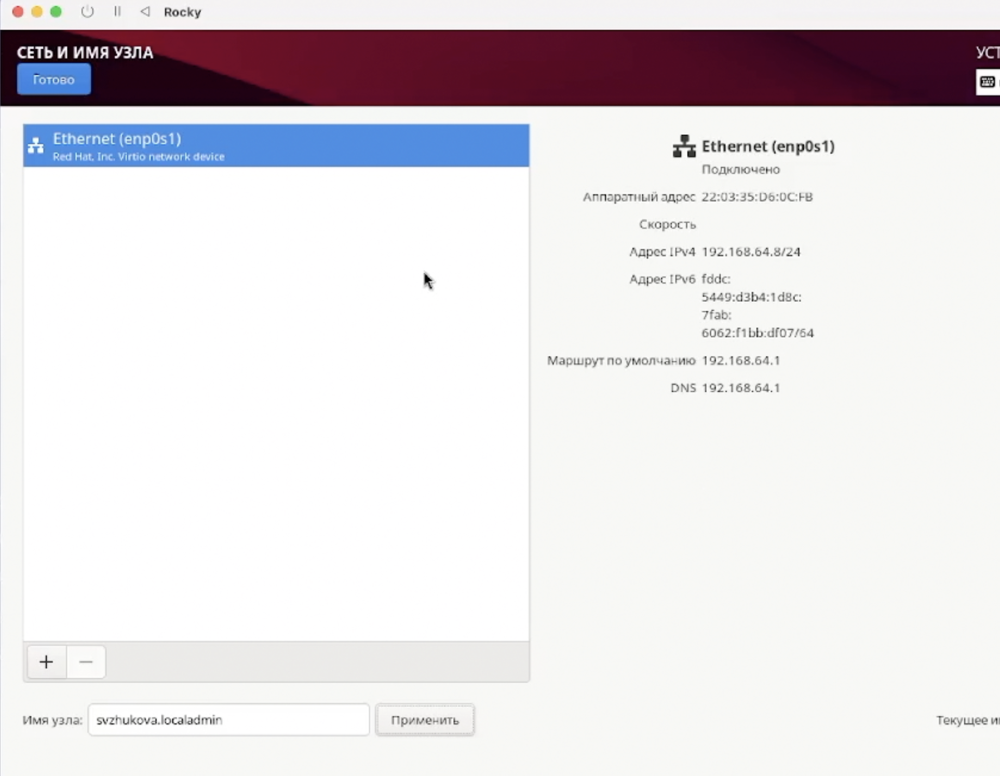 Rocky
СЕТЬ И ИМЯ УЗЛА
Готово
УСТ
Ethernet (enp0s1)
Red Hat, Inc. Virtio network device
Ethernet (enp0s1)
Подключено
Аппаратный адрес 22:03:35:D6:0C:FB
Скорость
Адрес IPv4 192.168.64.8/24
Адрес IPv6 fddc:
5449:d3b4:1d8c:
7fab:
6062:f1bb:df07/64
Маршрут по умолчанию 192.168.64.1
DNS 192.168.64.1
Имя узла: svzhukova.localadmin Применить
Текущее и